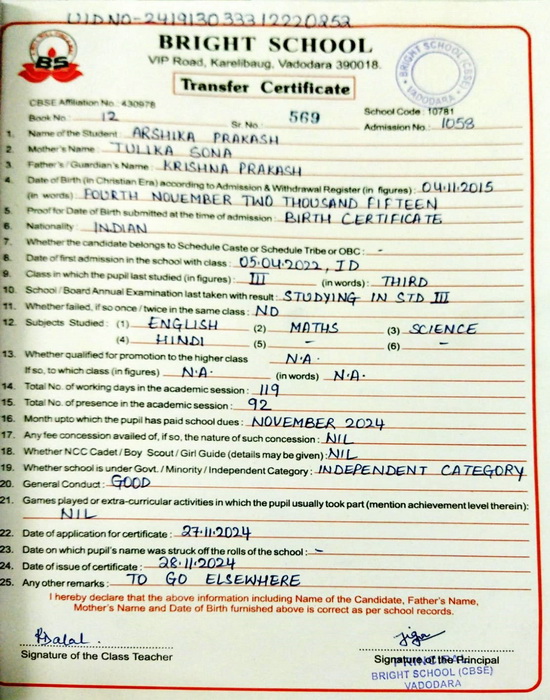 UID NO-2419130333122202​52
BS
BRIGHT SCHOOL
VIP Road, Karelibaug, Vadodara 390018.
BRIGHT SCHOOL (CBSE)
VADODARA
Transfer Certificate
CBSE Affiliation No. 430978
School Code : 10781
Book No.: 12 Sr. No. 569 Admission No.: 1058
1. Name of the Student : ARSHIKA PRAKASH
2. Mother's Name : TULIKA SONA
3. Father's / Guardian's Name : KRISHNA PRAKASH
4. Date of Birth (in Christian Era) according to Admission & Withdrawal Register (in figures) : 04.11.2015
(in words) FOURTH NOVEMBER TWO THOUSAND FIFTEEN
5. Proof for Date of Birth submitted at the time of admission : BIRTH CERTIFICATE
6. Nationality : INDIAN
7. Whether the candidate belongs to Schedule Caste or Schedule Tribe or OBC : -
8. Date of first admission in the school with class : 05.04.2022, I D
9. Class in which the pupil last studied (in figures) : III (in words) : THIRD
10. School / Board Annual Examination last taken with result : STUDYING IN STD III
11. Whether failed, if so once / twice in the same class : NO
12. Subjects Studied : (1) ENGLISH (2) MATHS (3) SCIENCE
(4) HINDI (5) - (6) -
13. Whether qualified for promotion to the higher class N.A.
If so, to which class (in figures) N.A. (in words) N.A.
14. Total No. of working days in the academic session : 119
15. Total No. of presence in the academic session : 92
16. Month upto which the pupil has paid school dues : NOVEMBER 2024
17. Any fee concession availed of, if so, the nature of such concession : NIL
18. Whether NCC Cadet / Boy Scout / Girl Guide (details may be given) : NIL
19. Whether school is under Govt. / Minority / Independent Category : INDEPENDENT CATEGORY
20. General Conduct : GOOD
21. Games played or extra-curricular activities in which the pupil usually took part (mention achievement level therein) :
NIL
22. Date of application for certificate : 27.11.2024
23. Date on which pupil's name was struck off the rolls of the school : -
24. Date of issue of certificate : 28.11.2024
25. Any other remarks : TO GO ELSEWHERE
I hereby declare that the above information including Name of the Candidate, Father's Name,
Mother's Name and Date of Birth furnished above is correct as per school records.
Signature of the Class Teacher
Signature of the Principal
PRINCIPAL
BRIGHT SCHOOL (CBSE)
VADODARA